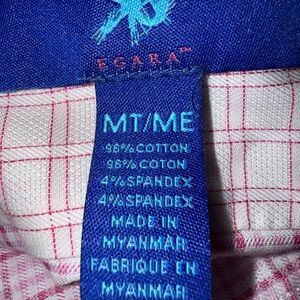 EGARA™
MT/ME
96% COTTON
96% COTON
4% SPANDEX
4% SPANDEX
MADE IN
MYANMAR
FABRIQUE EN
MYANMAR